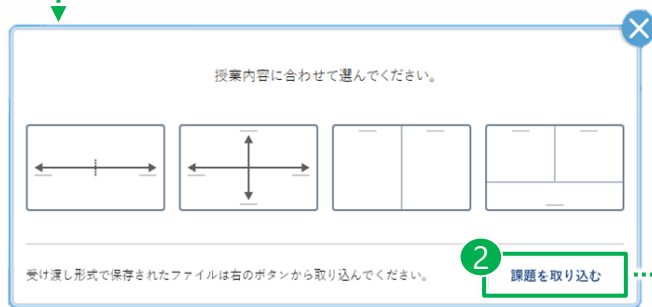 授業内容に合わせて選んでください。
受け渡し形式で保存されたファイルは右のボタンから取り込んでください。
2
課題を取り込む